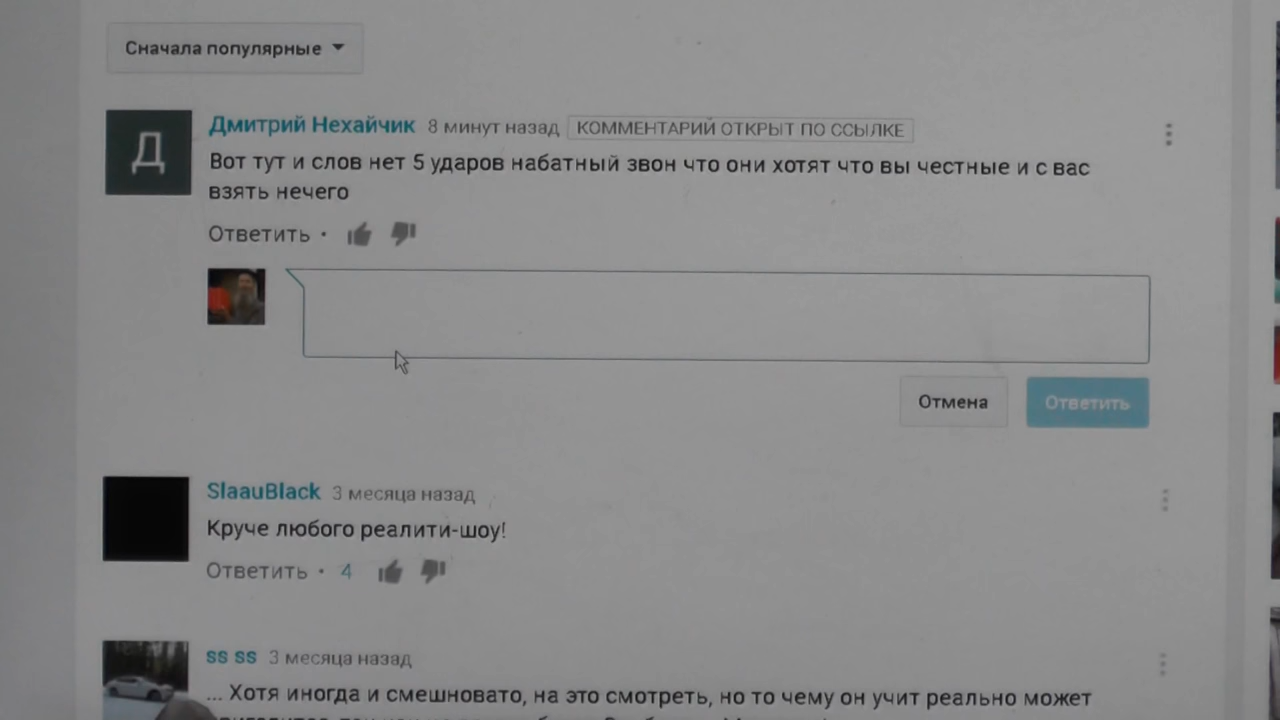 Сначала популярные
Д
Дмитрий Нехайчик 8 минут назад КОММЕНТАРИЙ ОТКРЫТ ПО ССЫЛКЕ
Вот тут и слов нет 5 ударов набатный звон что они хотят что вы честные и с вас
взять нечего
Ответить •
Отмена
Ответить
SlaauBlack 3 месяца назад
Круче любого реалити-шоу!
Ответить • 4
ss ss 3 месяца назад
... Хотя иногда и смешновато, на это смотреть, но то чему он учит реально может